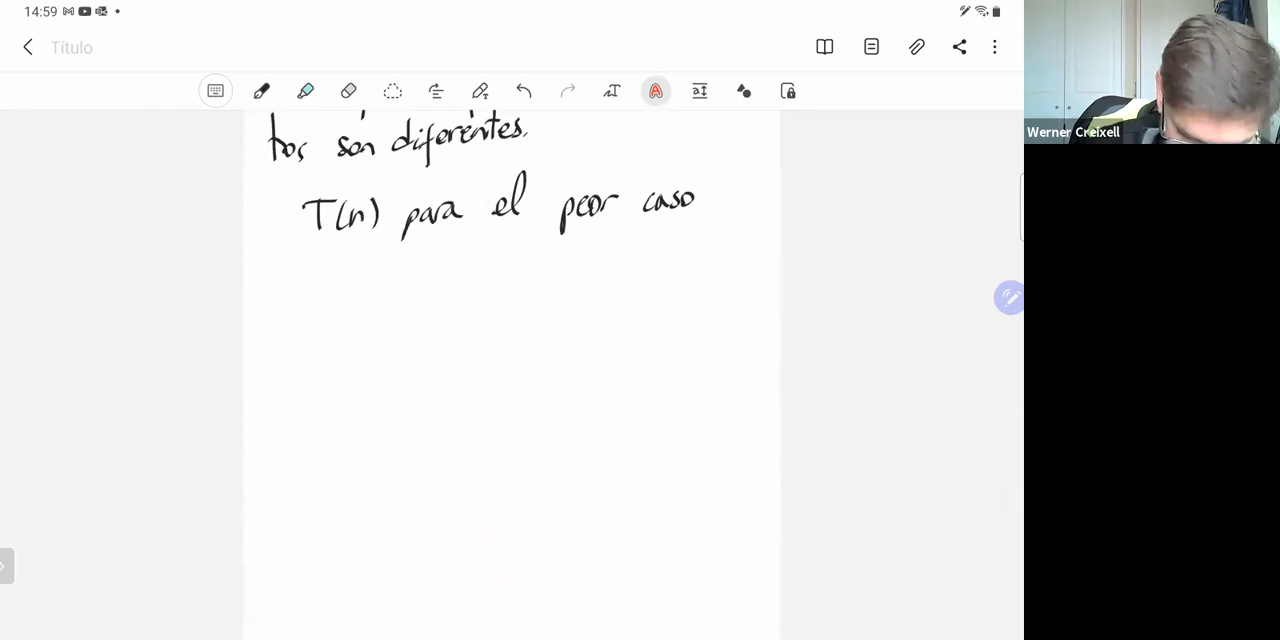 14:59
Título
tos son diferentes.
T(n) para el peor caso
Werner Creixell